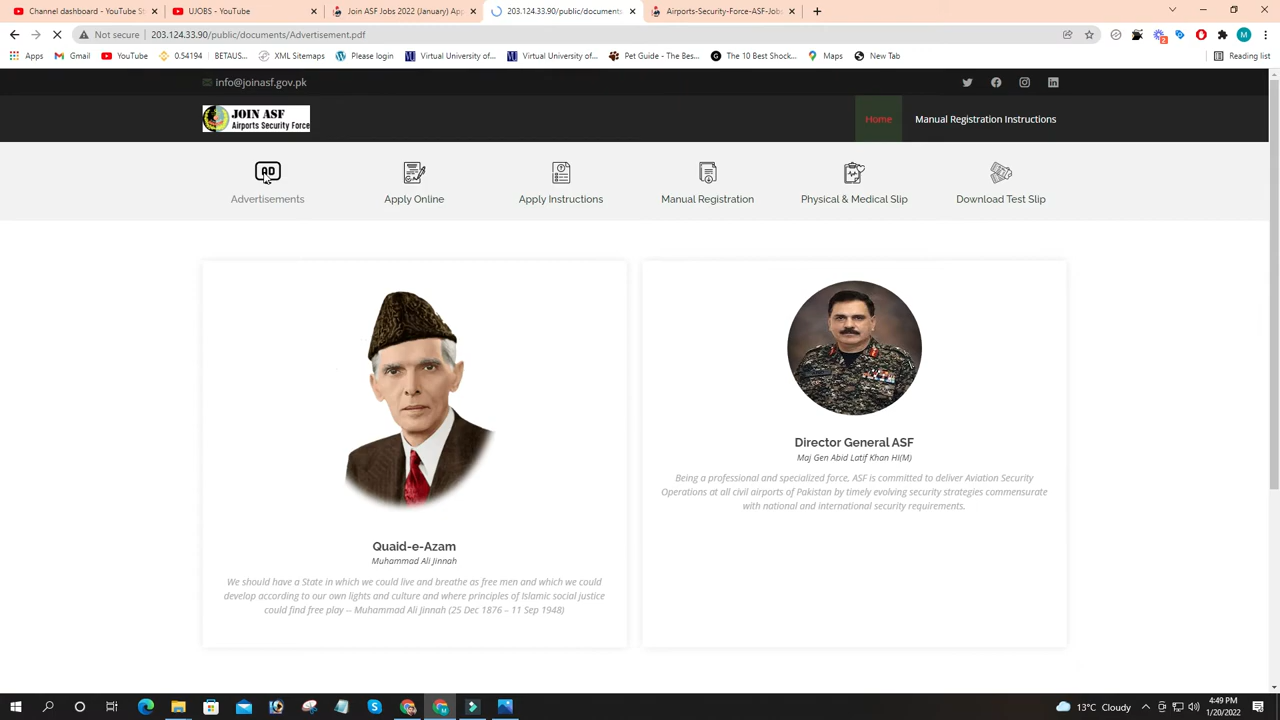 Channel dashboard - YouTube St
UJOBS - YouTube
Join ASF Jobs 2022 (January) Ap
203.124.33.90/public/documents
Airports-Security-Force-ASF-Jobs
Not secure
203.124.33.90/public/documents/Advertisement.pdf
Apps
Gmail
YouTube
0.54194 | BETAUS...
XML Sitemaps
Please login
Virtual University of...
Virtual University of...
Pet Guide - The Bes...
The 10 Best Shock...
Maps
New Tab
Reading list
info@joinasf.gov.pk
JOIN ASF
Airports Security Force
Home
Manual Registration Instructions
AD
Advertisements
Apply Online
Apply Instructions
Manual Registration
Physical & Medical Slip
Download Test Slip
Quaid-e-Azam
Muhammad Ali Jinnah
We should have a State in which we could live and breathe as free men and which we could
develop according to our own lights and culture and where principles of Islamic social justice
could find free play -- Muhammad Ali Jinnah (25 Dec 1876 – 11 Sep 1948)
Director General ASF
Maj Gen Abid Latif Khan HI(M)
Being a professional and specialized force, ASF is committed to deliver Aviation Security
Operations at all civil airports of Pakistan by timely evolving security strategies commensurate
with national and international security requirements.
13°C Cloudy
4:49 PM
1/20/2022